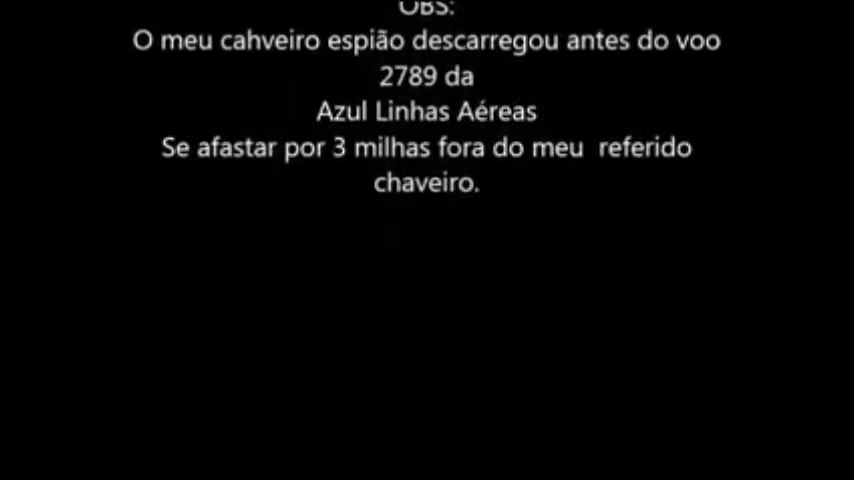 OBS:
O meu cahveiro espião descarregou antes do voo
2789 da
Azul Linhas Aéreas
Se afastar por 3 milhas fora do meu  referido
chaveiro.